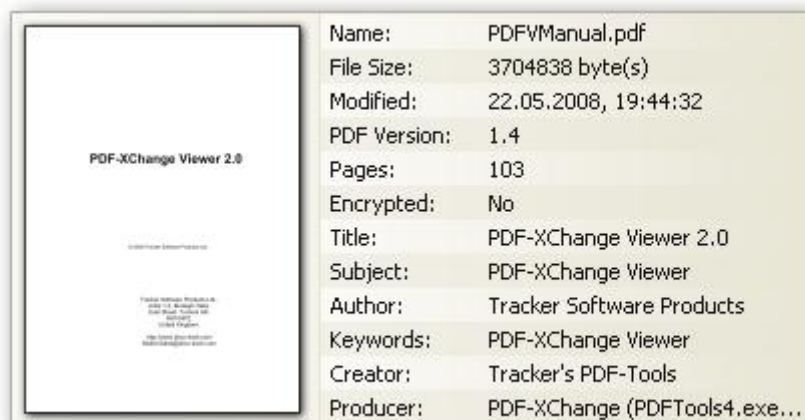 PDF-XChange Viewer 2.0
Name: PDFVManual.pdf
File Size: 3704838 byte(s)
Modified: 22.05.2008, 19:44:32
PDF Version: 1.4
Pages: 103
Encrypted: No
Title: PDF-XChange Viewer 2.0
Subject: PDF-XChange Viewer
Author: Tracker Software Products
Keywords: PDF-XChange Viewer
Creator: Tracker's PDF-Tools
Producer: PDF-XChange (PDFTools4.exe...